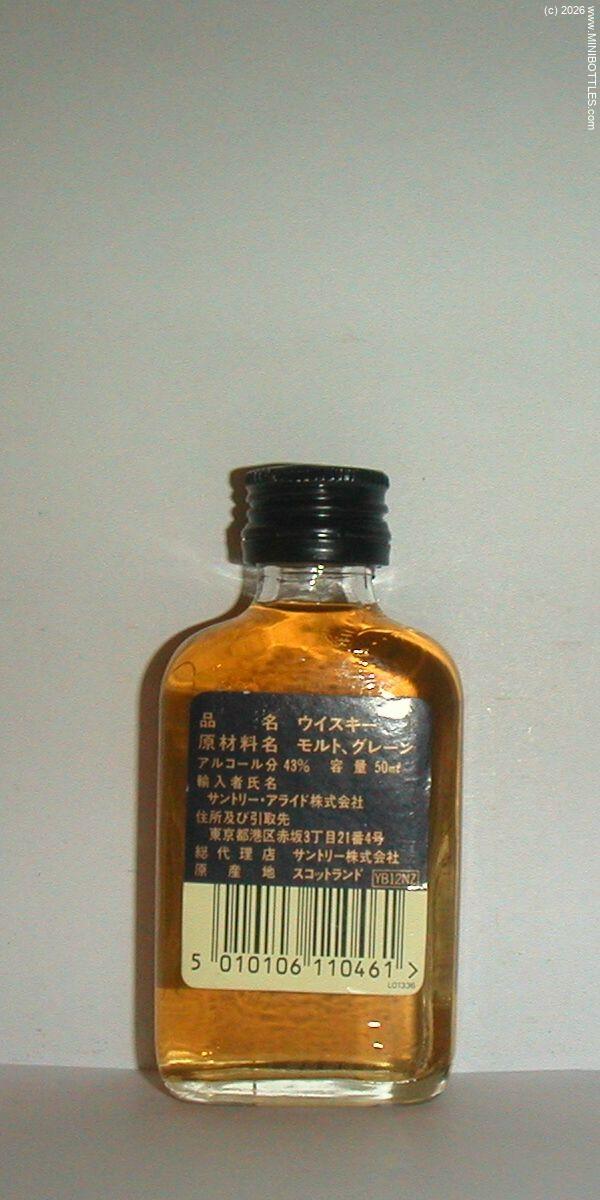 (c) 2026 www.MINIBOTTLES.com
品 名 ウイスキー
原材料名 モルト、グレーン
アルコール分 43% 容量 50ml
輸入者氏名
サントリー・アライド株式会社
住所及び引取先
東京都港区赤坂3丁目21番4号
総代理店 サントリー株式会社
原産地 スコットランド YB12NZ
5 010106 110461 >
L01336